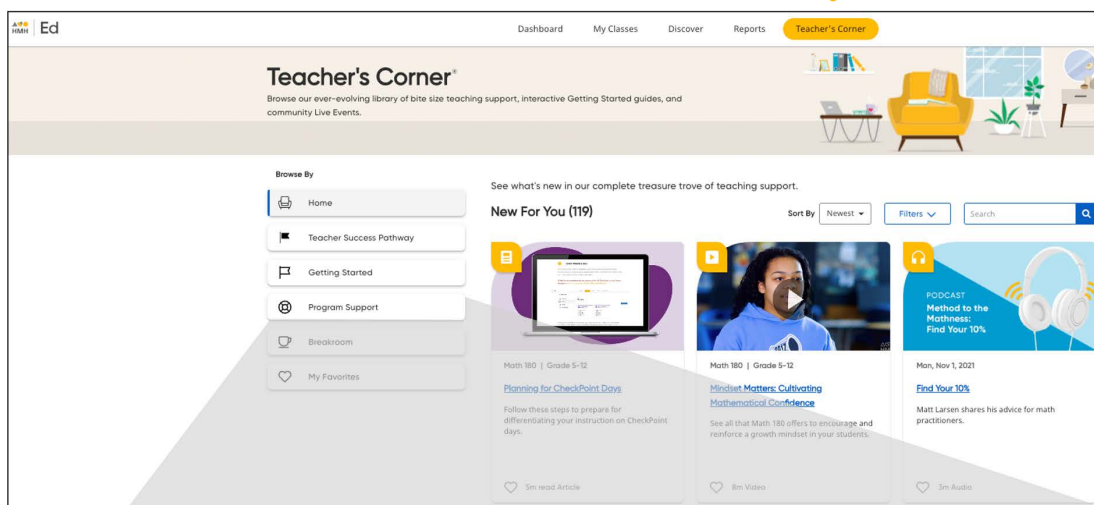 HMH Ed
Dashboard My Classes Discover Reports Teacher's Corner
Teacher's Corner®
Browse our ever-evolving library of bite size teaching support, interactive Getting Started guides, and
community Live Events.
Browse By
Home
Teacher Success Pathway
Getting Started
Program Support
Breakroom
My Favorites
See what's new in our complete treasure trove of teaching support.
New For You (119)
Sort By Newest Filters Search
Math 180 | Grade 5-12
Planning for CheckPoint Days
Follow these steps to prepare for
differentiating your instruction on CheckPoint
days.
5m read Article
Math 180 | Grade 5-12
Mindset Matters: Cultivating
Mathematical Confidence
See all that Math 180 offers to encourage and
reinforce a growth mindset in your students.
8m Video
PODCAST
Method to the
Mathness:
Find Your 10%
Mon, Nov 1, 2021
Find Your 10%
Matt Larsen shares his advice for math
practitioners.
3m Audio